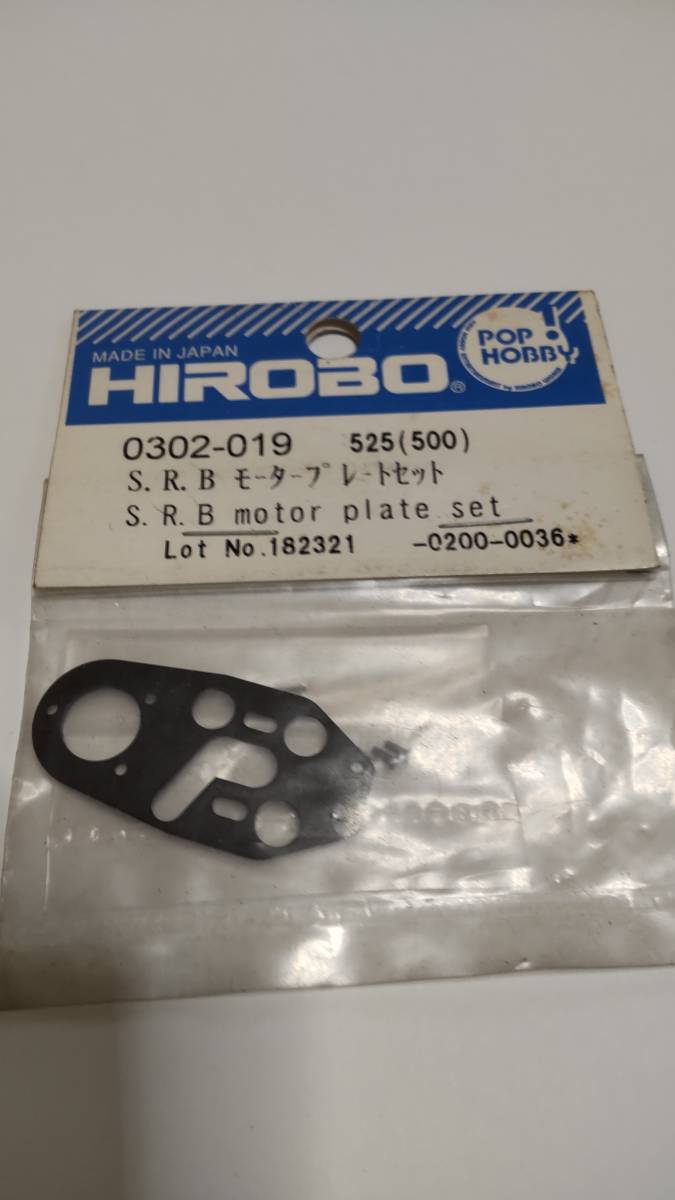 MADE IN JAPAN
HIROBO®
POP!
HOBBY
0302-019 525(500)
S.R.B モータープレートセット
S.R.B motor plate set
Lot No.182321 -0200-0036*